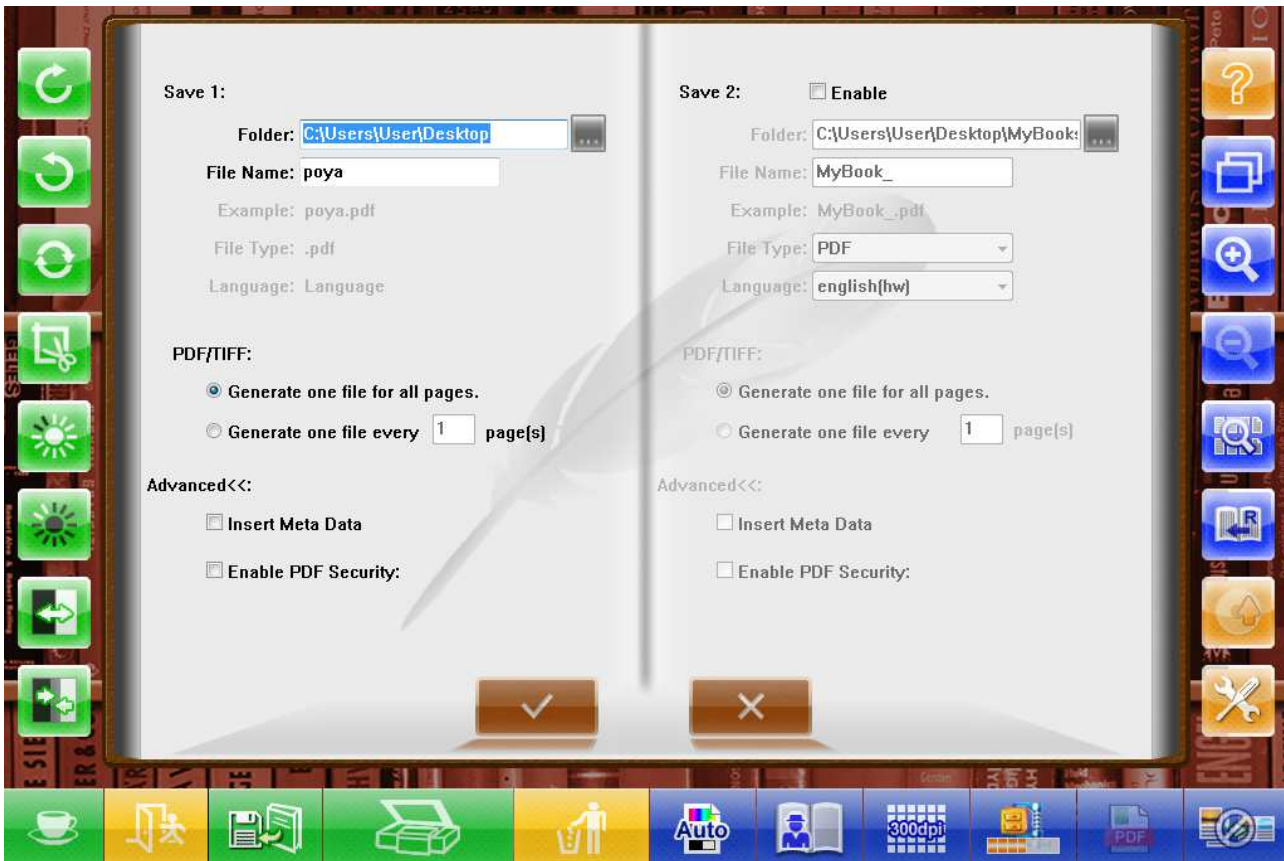 Save 1:
Folder: C:\Users\User\Desktop ...
File Name: poya
Example: poya.pdf
File Type: .pdf
Language: Language
PDF/TIFF:
Generate one file for all pages.
Generate one file every 1 page(s)
Advanced<<:
Insert Meta Data
Enable PDF Security:
Save 2: Enable
Folder: C:\Users\User\Desktop\MyBook ...
File Name: MyBook_
Example: MyBook_.pdf
File Type: PDF
Language: english(hw)
PDF/TIFF:
Generate one file for all pages.
Generate one file every 1 page(s)
Advanced<<:
Insert Meta Data
Enable PDF Security:
R
Auto
300dpi
PDF